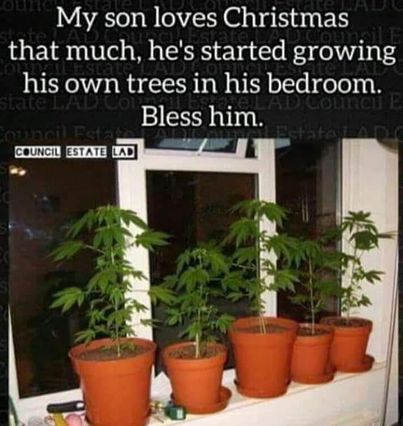 My son loves Christmas
that much, he's started growing
his own trees in his bedroom.
Bless him.
COUNCIL ESTATE LAD